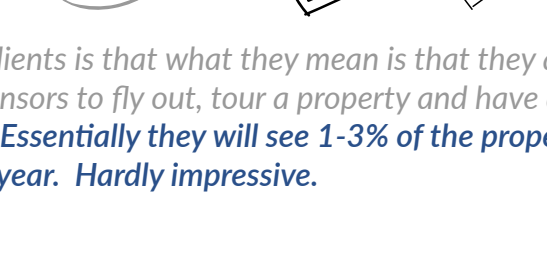 lients is that what they mean is that they
nsors to fly out, tour a property and have
Essentially they will see 1-3% of the prope
year. Hardly impressive.